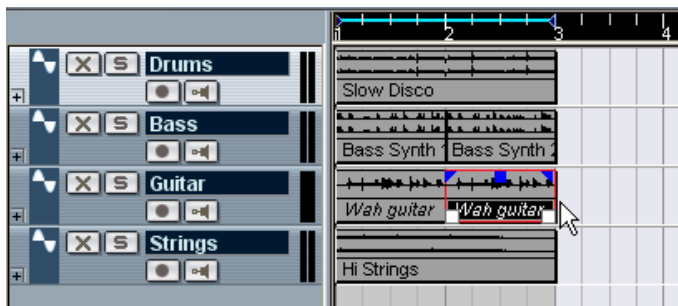 1 2 3 4
X S Drums
Slow Disco
X S Bass
Bass Synth 1 Bass Synth 2
X S Guitar
Wah guitar Wah guitar
X S Strings
Hi Strings